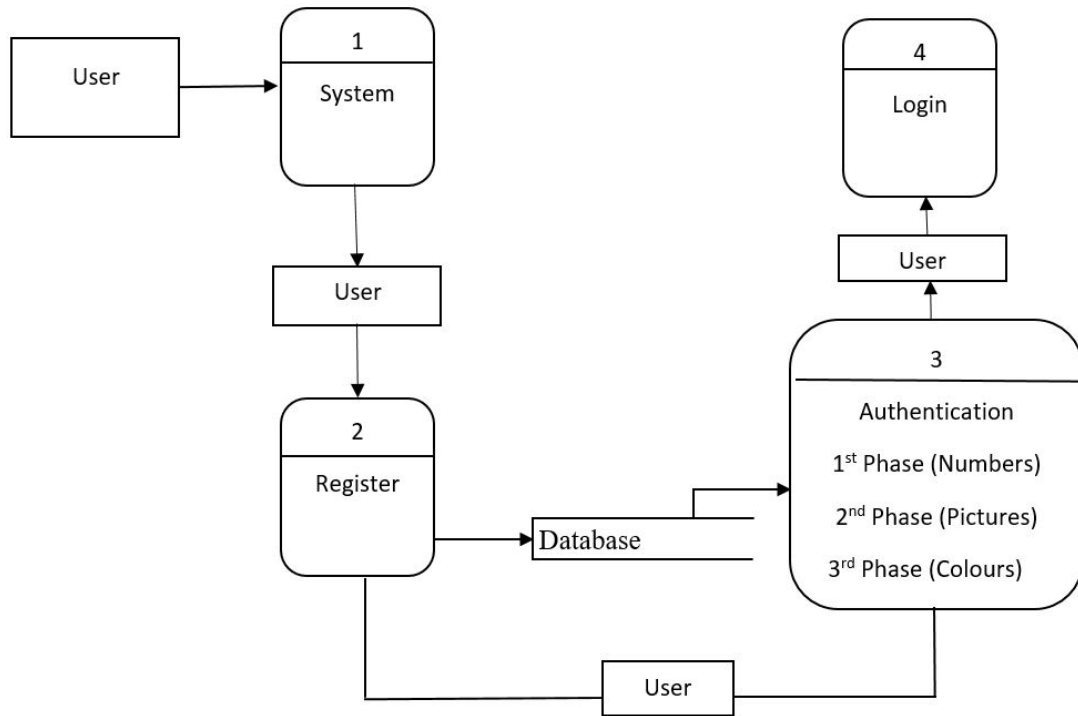 User
1
System
User
2
Register
Database
User
3
Authentication
1st Phase (Numbers)
2nd Phase (Pictures)
3rd Phase (Colours)
User
4
Login